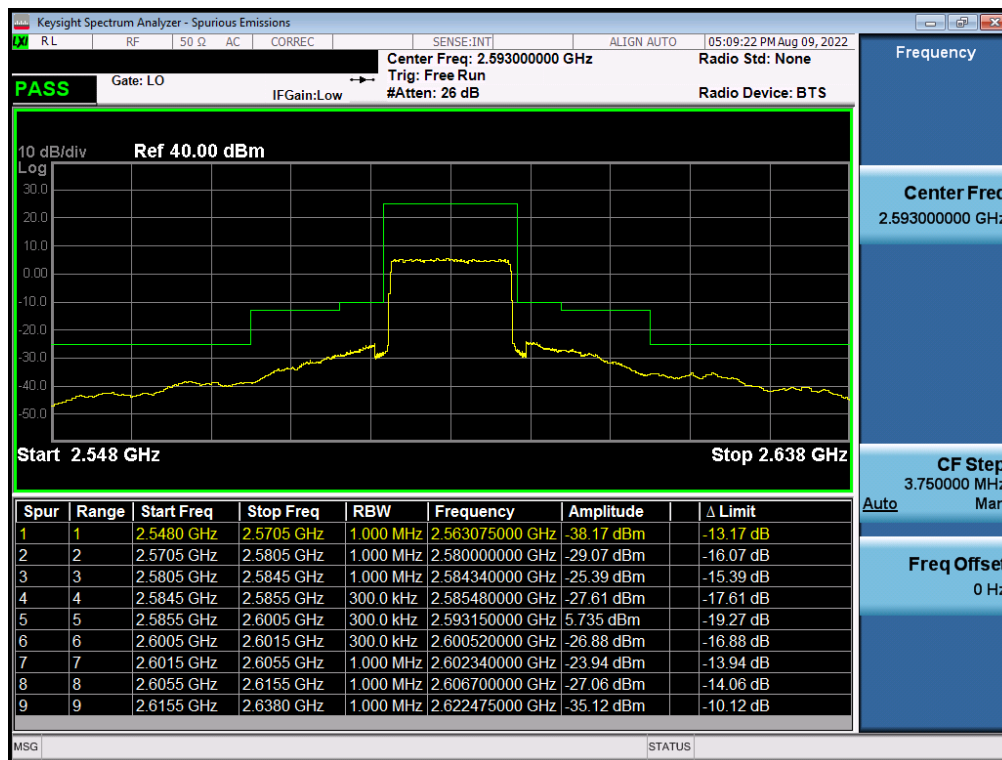 Keysight Spectrum Analyzer - Spurious Emissions
LXI RL RF 50 Ω AC CORREC SENSE:INT ALIGN AUTO 05:09:22 PM Aug 09, 2022
Center Freq: 2.593000000 GHz Radio Std: None
Gate: LO Trig: Free Run
PASS IFGain:Low #Atten: 26 dB Radio Device: BTS
10 dB/div Ref 40.00 dBm
Log
30.0
20.0
10.0
0.00
-10.0
-20.0
-30.0
-40.0
-50.0
Start 2.548 GHz Stop 2.638 GHz
Spur Range Start Freq Stop Freq RBW Frequency Amplitude Δ Limit
1 1 2.5480 GHz 2.5705 GHz 1.000 MHz 2.563075000 GHz -38.17 dBm -13.17 dB
2 2 2.5705 GHz 2.5805 GHz 1.000 MHz 2.580000000 GHz -29.07 dBm -16.07 dB
3 3 2.5805 GHz 2.5845 GHz 1.000 MHz 2.584340000 GHz -25.39 dBm -15.39 dB
4 4 2.5845 GHz 2.5855 GHz 300.0 kHz 2.585480000 GHz -27.61 dBm -17.61 dB
5 5 2.5855 GHz 2.6005 GHz 300.0 kHz 2.593150000 GHz 5.735 dBm -19.27 dB
6 6 2.6005 GHz 2.6015 GHz 300.0 kHz 2.600520000 GHz -26.88 dBm -16.88 dB
7 7 2.6015 GHz 2.6055 GHz 1.000 MHz 2.602340000 GHz -23.94 dBm -13.94 dB
8 8 2.6055 GHz 2.6155 GHz 1.000 MHz 2.606700000 GHz -27.06 dBm -14.06 dB
9 9 2.6155 GHz 2.6380 GHz 1.000 MHz 2.622475000 GHz -35.12 dBm -10.12 dB
MSG STATUS
Frequency
Center Freq
2.593000000 GHz
CF Step
3.750000 MHz
Auto Man
Freq Offset
0 Hz